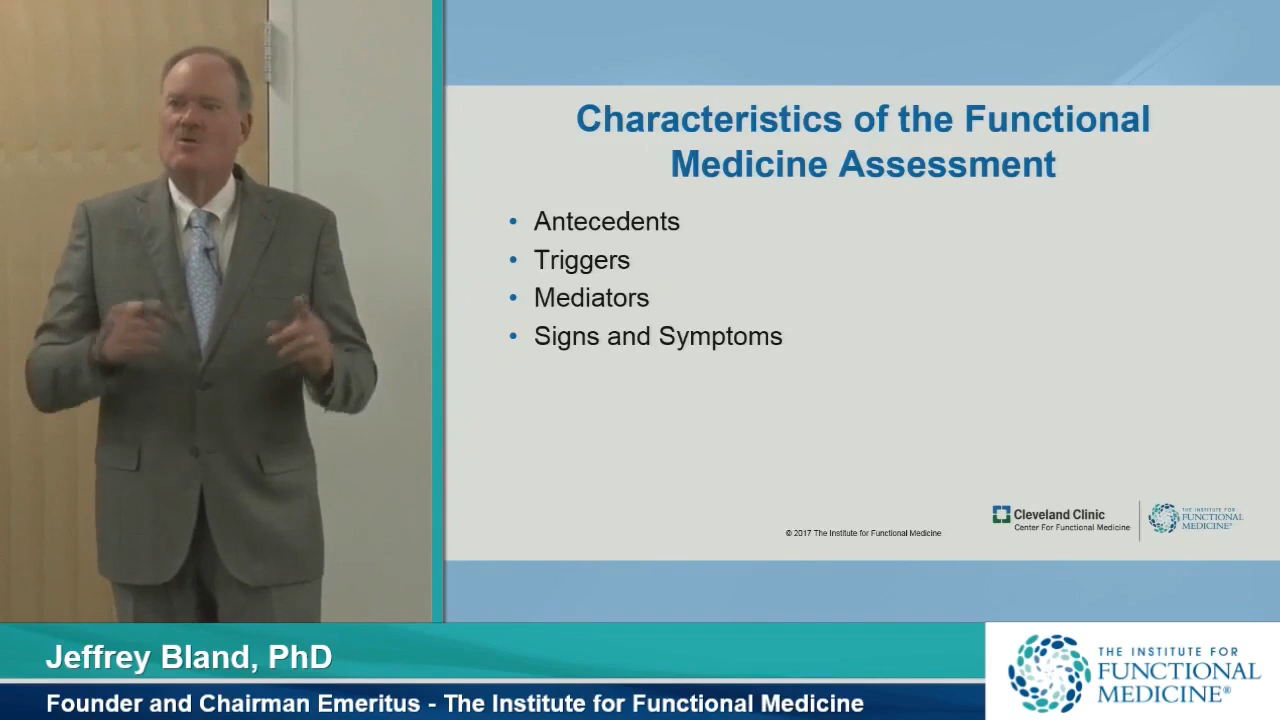 Characteristics of the Functional
Medicine Assessment
• Antecedents
• Triggers
• Mediators
• Signs and Symptoms
© 2017 The Institute for Functional Medicine
Cleveland Clinic
Center For Functional Medicine
THE INSTITUTE FOR
FUNCTIONAL
MEDICINE®
Jeffrey Bland, PhD
Founder and Chairman Emeritus - The Institute for Functional Medicine
THE INSTITUTE FOR
FUNCTIONAL
MEDICINE®